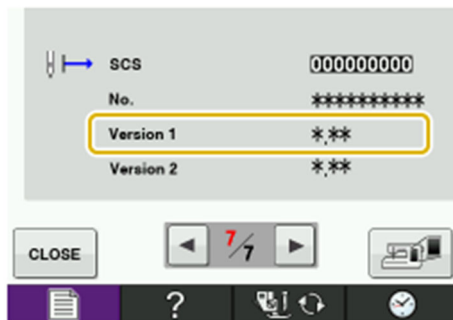 SCS 000000000
No. **********
Version 1 *.**
Version 2 *.**
CLOSE 7/7
?